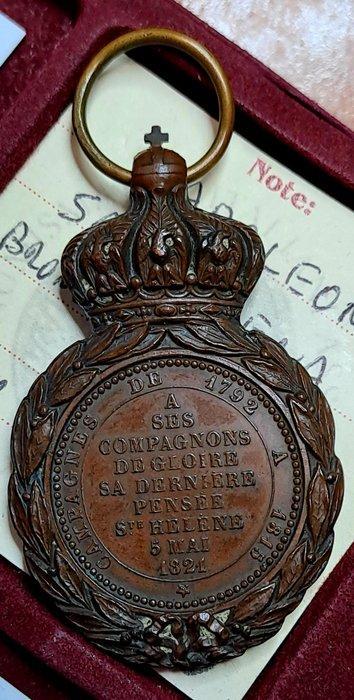 Note:
CAMPAGNES DE 1792 A 1815
A
SES
COMPAGNONS
DE GLOIRE
SA DERNIERE
PENSÉE
STE HÉLÈNE
5 MAI
1821